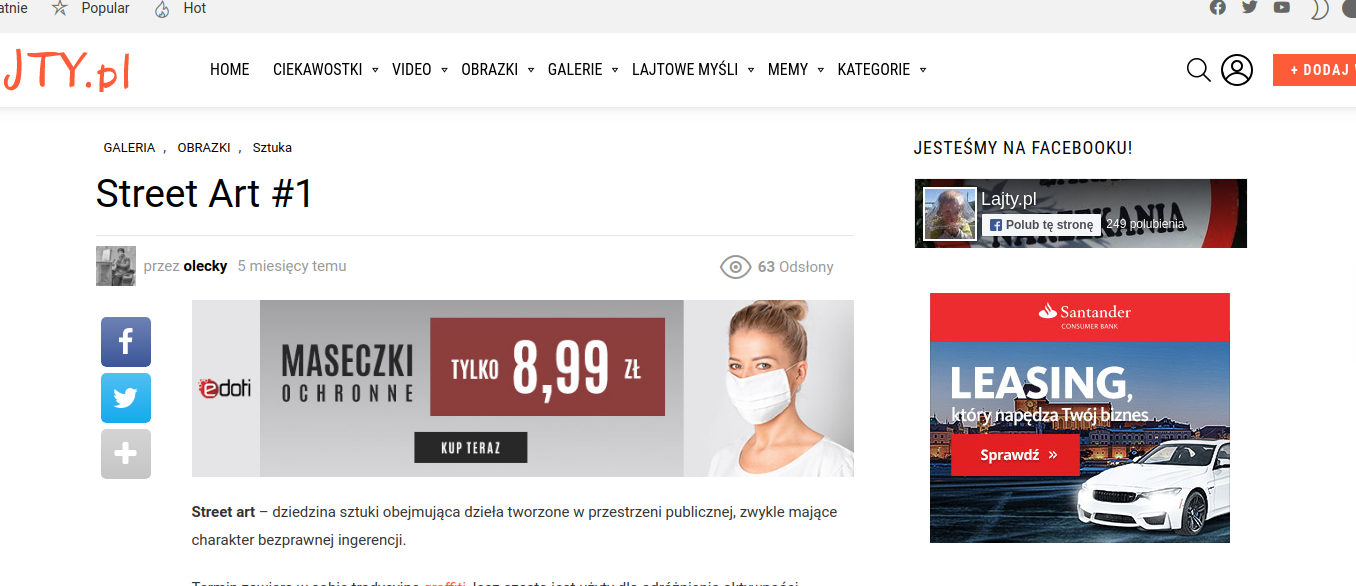 atnie Popular Hot
JTY.pl
HOME CIEKAWOSTKI VIDEO OBRAZKI GALERIE LAJTOWE MYŚLI MEMY KATEGORIE
+ DODAJ
GALERIA , OBRAZKI , Sztuka
Street Art #1
przez olecky 5 miesięcy temu
63 Odsłony
edoti
MASECZKI
OCHRONNE
TYLKO 8,99 ZŁ
KUP TERAZ
Street art – dziedzina sztuki obejmująca dzieła tworzone w przestrzeni publicznej, zwykle mające
charakter bezprawnej ingerencji.
JESTEŚMY NA FACEBOOKU!
Lajty.pl
Polub tę stronę 249 polubienia
Santander
CONSUMER BANK
LEASING,
który napędza Twój biznes
Sprawdź »